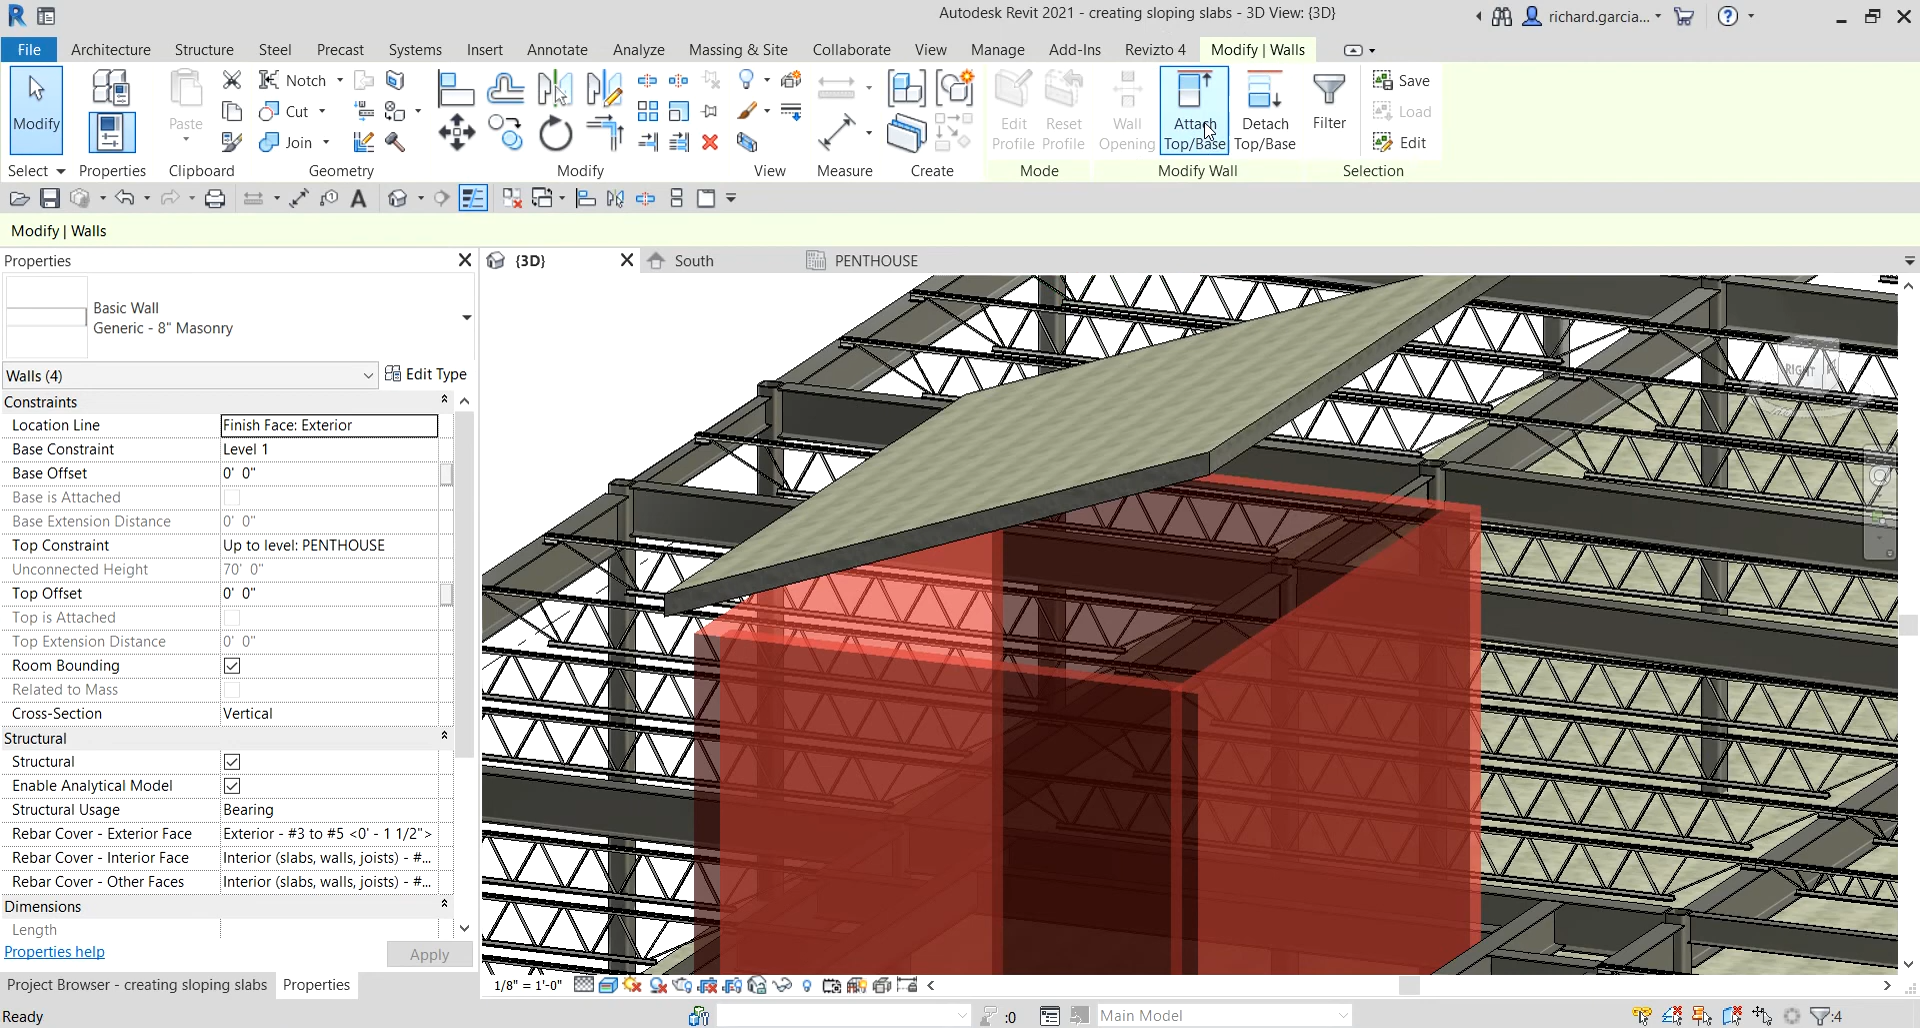 Autodesk Revit 2021 - creating sloping slabs - 3D View: {3D}
richard.garcia...
File Architecture Structure Steel Precast Systems Insert Annotate Analyze Massing & Site Collaborate View Manage Add-Ins Revizto 4 Modify | Walls
Modify
Paste
Notch
Cut
Join
Edit Profile
Reset Profile
Wall Opening
Attach Top/Base
Detach Top/Base
Filter
Save
Load
Edit
Select Properties Clipboard Geometry Modify View Measure Create Mode Modify Wall Selection
Modify | Walls
Properties
{3D} South PENTHOUSE
Basic Wall
Generic - 8" Masonry
Walls (4) Edit Type
Constraints
Location Line Finish Face: Exterior
Base Constraint Level 1
Base Offset 0' 0"
Base is Attached
Base Extension Distance 0' 0"
Top Constraint Up to level: PENTHOUSE
Unconnected Height 70' 0"
Top Offset 0' 0"
Top is Attached
Top Extension Distance 0' 0"
Room Bounding
Related to Mass
Cross-Section Vertical
Structural
Structural
Enable Analytical Model
Structural Usage Bearing
Rebar Cover - Exterior Face Exterior - #3 to #5 <0' - 1 1/2">
Rebar Cover - Interior Face Interior (slabs, walls, joists) - #...
Rebar Cover - Other Faces Interior (slabs, walls, joists) - #...
Dimensions
Length
Properties help Apply
RIGHT
Project Browser - creating sloping slabs Properties
1/8" = 1'-0"
Ready
:0
Main Model
:4